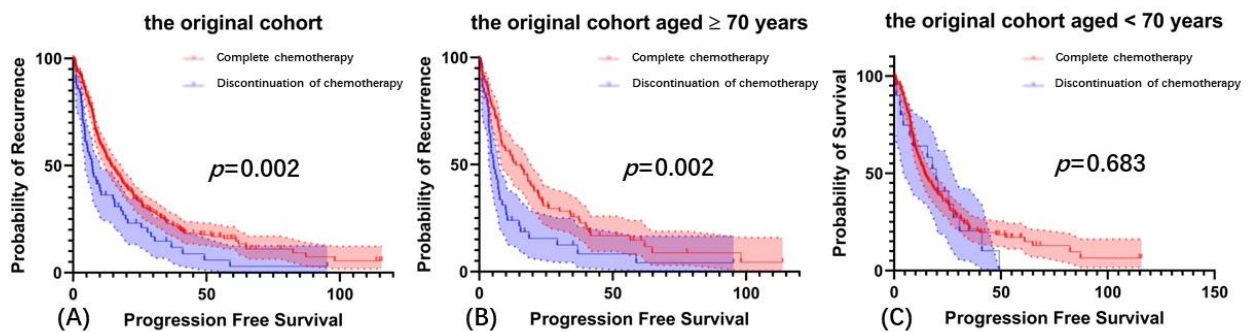 the original cohort
Probability of Recurrence
100
50
0
Complete chemotherapy
Discontinuation of chemotherapy
p=0.002
0
50
100
(A)
Progression Free Survival
the original cohort aged ≥ 70 years
Probability of Recurrence
100
50
0
Complete chemotherapy
Discontinuation of chemotherapy
p=0.002
0
50
100
(B)
Progression Free Survival
the original cohort aged < 70 years
Probability of Survival
100
50
0
Complete chemotherapy
Discontinuation of chemotherapy
p=0.683
0
50
100
150
(C)
Progression Free Survival